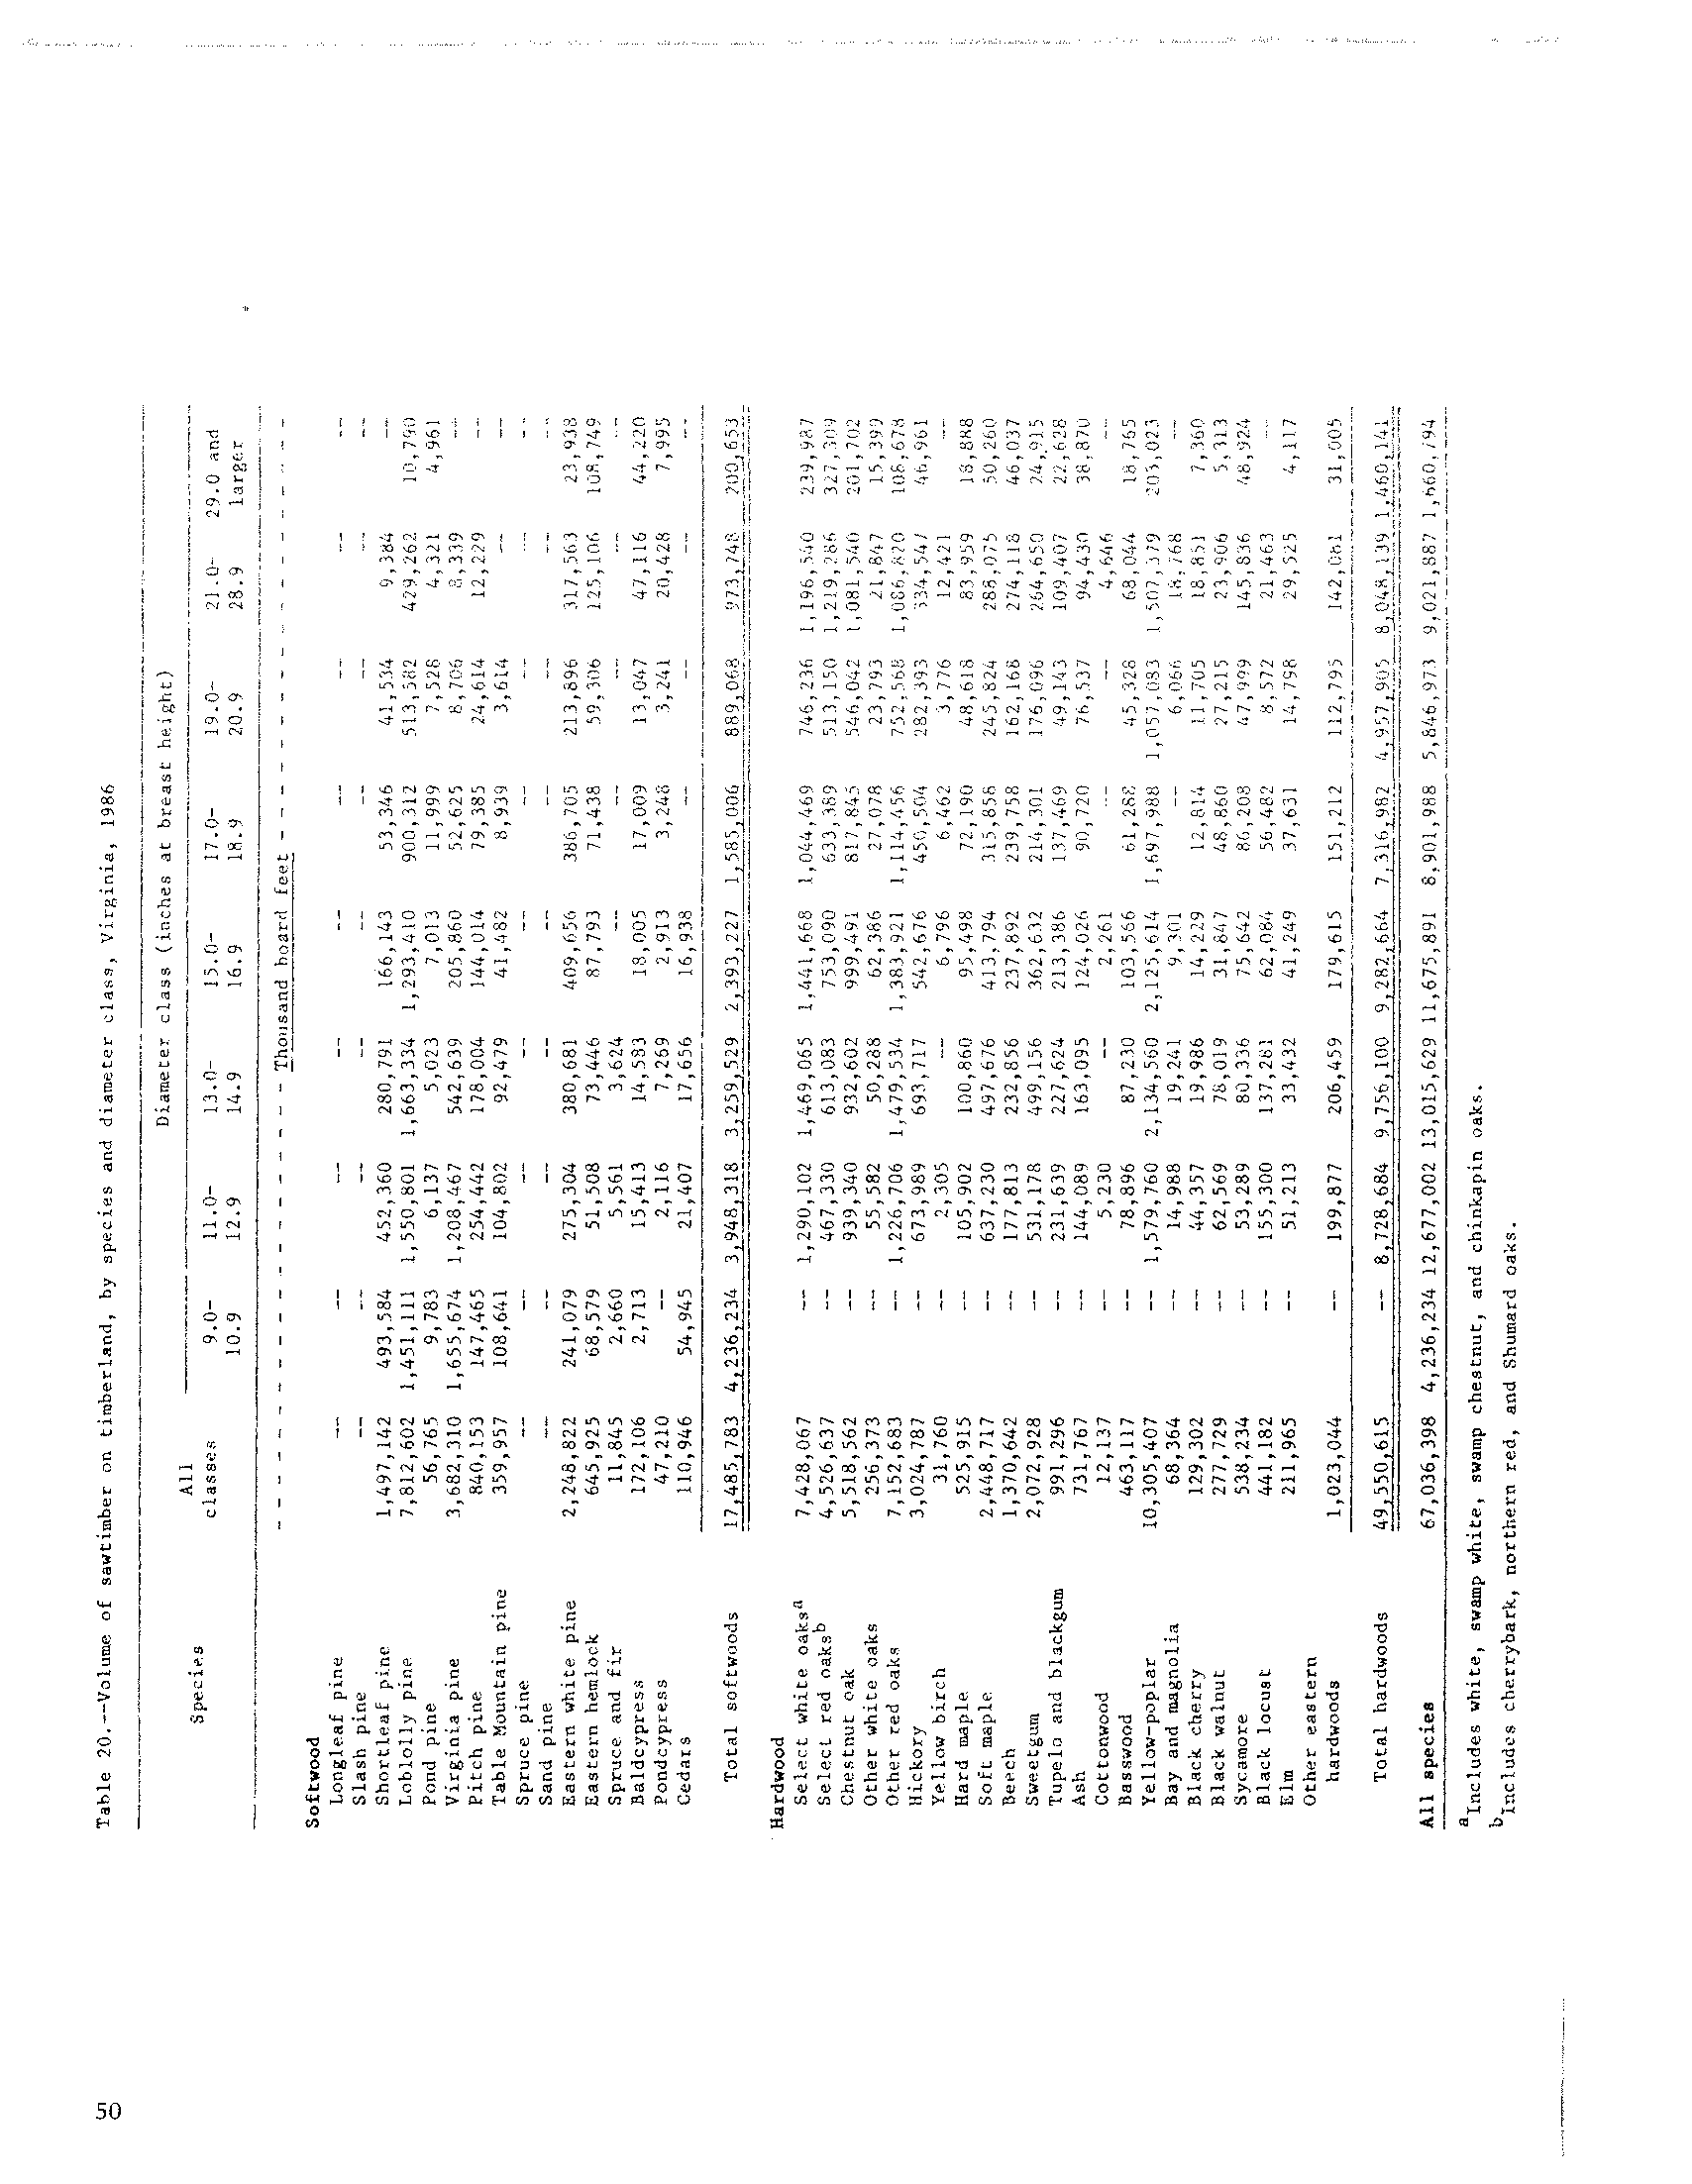 Table 20.--Volume of sawtimber on timberland, by species and diameter class, Virginia, 1986
Diameter class (inches at breast height)
Species All classes 9.0-10.9 11.0-12.9 13.0-14.9 15.0-16.9 17.0-18.9 19.0-20.9 21.0-28.9 29.0 and larger
- - - - - - - - - - - - - - - - - - - Thousand board feet - - - - - - - - - - - - - - - - - - -
Softwood
Longleaf pine -- -- -- -- -- -- -- -- --
Slash pine -- -- -- -- -- -- -- -- --
Shortleaf pine 1,497,142 493,584 452,360 280,791 166,143 53,346 41,534 9,384 --
Loblolly pine 7,812,602 1,451,111 1,550,801 1,663,334 1,293,410 900,312 513,582 429,262 10,790
Pond pine 56,765 9,783 6,137 5,023 7,013 11,999 7,528 4,321 4,961
Virginia pine 3,682,310 1,655,674 1,208,467 542,639 205,860 52,625 8,706 8,339 --
Pitch pine 840,153 147,465 254,442 178,004 144,014 79,385 24,614 12,229 --
Table Mountain pine 359,957 108,641 104,802 92,479 41,482 8,939 3,614 -- --
Spruce pine -- -- -- -- -- -- -- -- --
Sand pine -- -- -- -- -- -- -- -- --
Eastern white pine 2,248,822 241,079 275,304 380,681 409,656 386,705 213,896 317,563 23,938
Eastern hemlock 645,925 68,579 51,508 73,446 87,793 71,438 59,306 125,106 108,749
Spruce and fir 11,845 2,660 5,561 3,624 -- -- -- -- --
Baldcypress 172,106 2,713 15,413 14,583 18,005 17,009 13,047 47,116 44,220
Pondcypress 47,210 -- 2,116 7,269 2,913 3,248 3,241 20,428 7,995
Cedars 110,946 54,945 21,407 17,656 16,938 -- -- -- --
Total softwoods 17,485,783 4,236,234 3,948,318 3,259,529 2,393,227 1,585,006 889,068 973,748 200,653
Hardwood
Select white oaksa 7,428,067 -- 1,290,102 1,469,065 1,441,668 1,044,469 746,236 1,196,540 239,987
Select red oaksb 4,526,637 -- 467,330 613,083 753,090 633,389 513,150 1,219,286 327,309
Chestnut oak 5,518,562 -- 939,340 932,602 999,491 817,845 546,042 1,081,540 201,702
Other white oaks 256,373 -- 55,582 50,288 62,386 27,078 23,793 21,847 15,399
Other red oaks 7,152,683 -- 1,226,706 1,479,534 1,383,921 1,114,456 752,568 1,086,820 108,678
Hickory 3,024,787 -- 673,989 693,717 542,676 450,504 282,393 334,547 46,961
Yellow birch 31,760 -- 2,305 -- 6,796 6,462 3,776 12,421 --
Hard maple 525,915 -- 105,902 100,860 95,498 72,190 48,618 83,959 18,888
Soft maple 2,448,717 -- 637,230 497,676 413,794 315,858 245,824 288,075 50,260
Beech 1,370,642 -- 177,813 232,856 237,892 239,758 162,168 274,118 46,037
Sweetgum 2,072,928 -- 531,178 499,156 362,632 214,301 176,096 264,650 24,915
Tupelo and blackgum 991,296 -- 231,639 227,624 213,386 137,469 49,143 109,407 22,628
Ash 731,767 -- 144,089 163,095 124,026 90,720 76,537 94,430 38,870
Cottonwood 12,137 -- 5,230 -- 2,261 -- -- 4,646 --
Basswood 463,117 -- 78,896 87,230 103,566 61,288 45,328 68,044 18,765
Yellow-poplar 10,305,407 -- 1,579,760 2,134,560 2,125,614 1,697,988 1,057,083 1,507,379 203,023
Bay and magnolia 68,364 -- 14,988 19,241 9,301 -- 6,066 18,768 --
Black cherry 129,302 -- 44,357 19,986 14,229 12,814 11,705 18,851 7,360
Black walnut 277,729 -- 62,569 78,019 31,847 48,860 27,215 23,906 5,313
Sycamore 538,234 -- 53,289 80,336 75,642 86,208 47,999 145,836 48,924
Black locust 441,182 -- 155,300 137,281 62,084 56,482 8,572 21,463 --
Elm 211,965 -- 51,213 33,432 41,249 37,631 14,798 29,525 4,117
Other eastern
hardwoods 1,023,044 -- 199,877 206,459 179,615 151,212 112,795 142,081 31,005
Total hardwoods 49,550,615 -- 8,728,684 9,756,100 9,282,664 7,316,982 4,957,905 8,048,139 1,460,141
All species 67,036,398 4,236,234 12,677,002 13,015,629 11,675,891 8,901,988 5,846,973 9,021,887 1,660,794
aIncludes white, swamp white, swamp chestnut, and chinkapin oaks.
bIncludes cherrybark, northern red, and Shumard oaks.
50